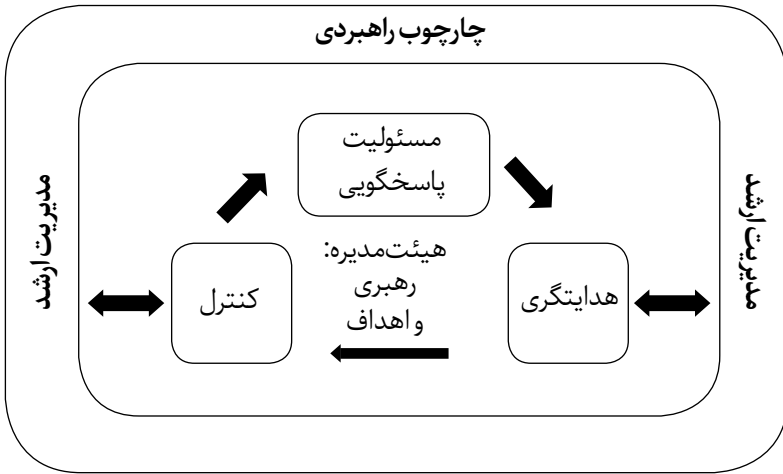 چارچوب راهبردی
مدیریت ارشد
مسئولیت
پاسخگویی
هدایتگری
هیئت‌مدیره:
رهبری
و اهداف
کنترل
مدیریت ارشد